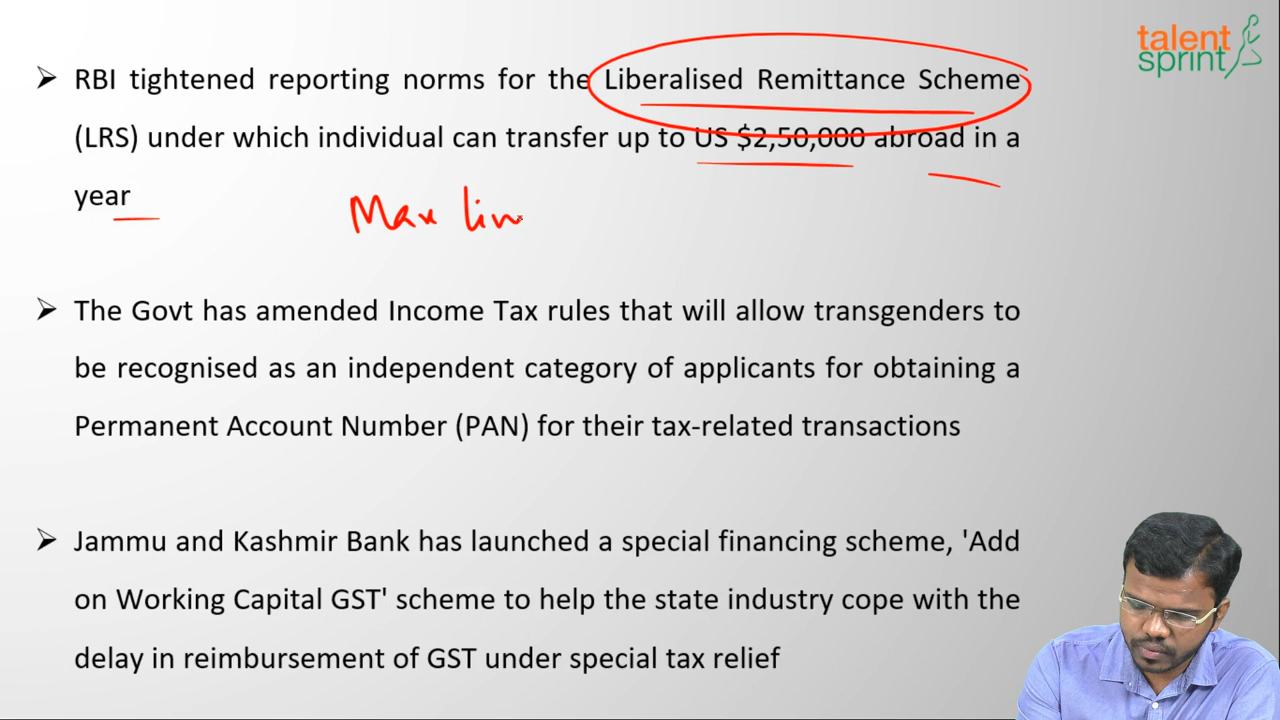 talent
sprint
RBI tightened reporting norms for the Liberalised Remittance Scheme
(LRS) under which individual can transfer up to US $2,50,000 abroad in a
year
Max lim
The Govt has amended Income Tax rules that will allow transgenders to
be recognised as an independent category of applicants for obtaining a
Permanent Account Number (PAN) for their tax-related transactions
Jammu and Kashmir Bank has launched a special financing scheme, 'Add
on Working Capital GST' scheme to help the state industry cope with the
delay in reimbursement of GST under special tax relief